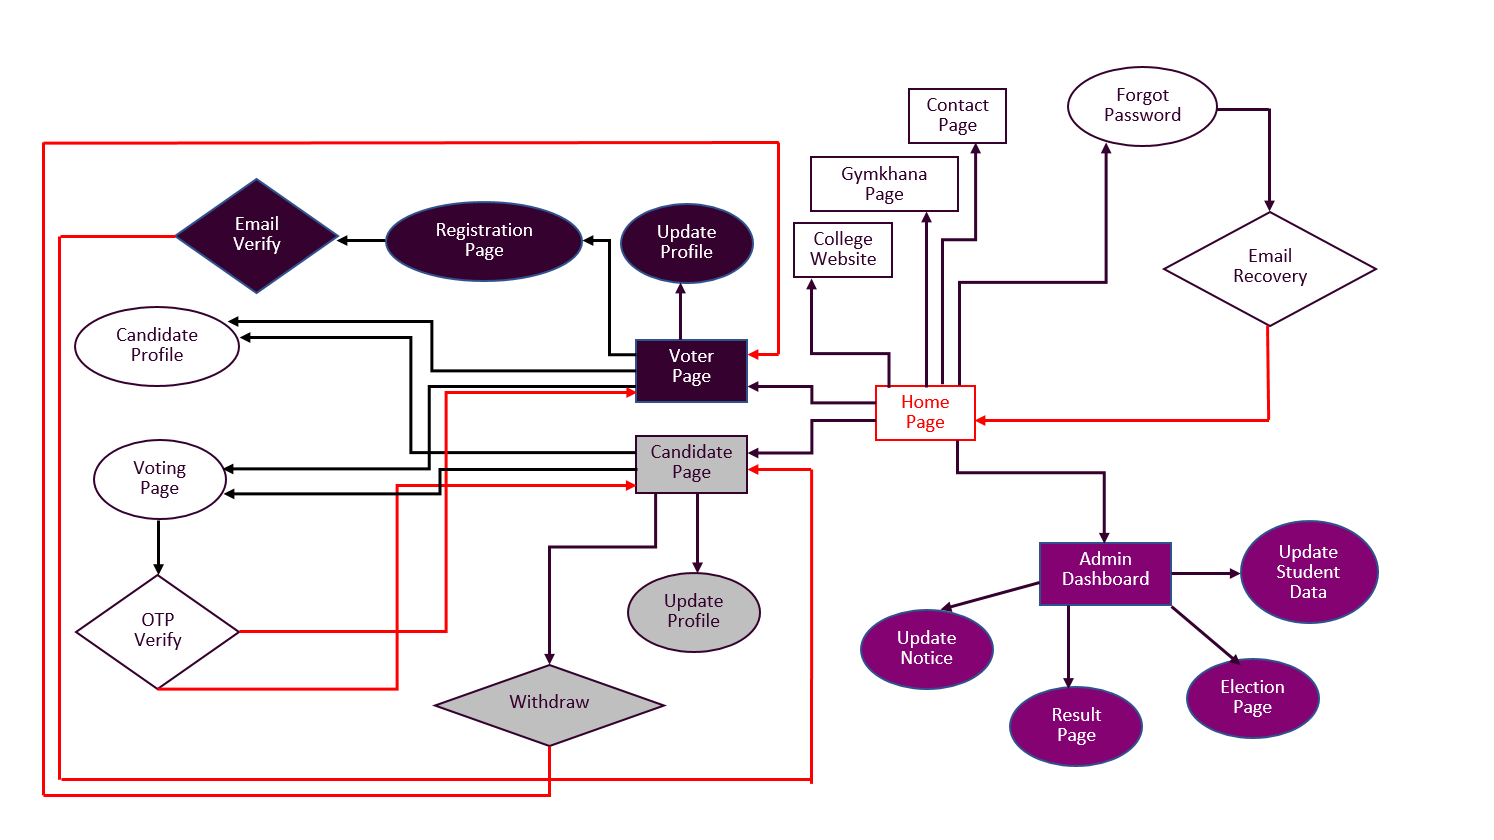 Forgot
Password
Contact
Page
Gymkhana
Page
College
Website
Email
Recovery
Email
Verify
Registration
Page
Update
Profile
Candidate
Profile
Voter
Page
Home
Page
Candidate
Page
Voting
Page
OTP
Verify
Update
Profile
Withdraw
Admin
Dashboard
Update
Student
Data
Update
Notice
Result
Page
Election
Page